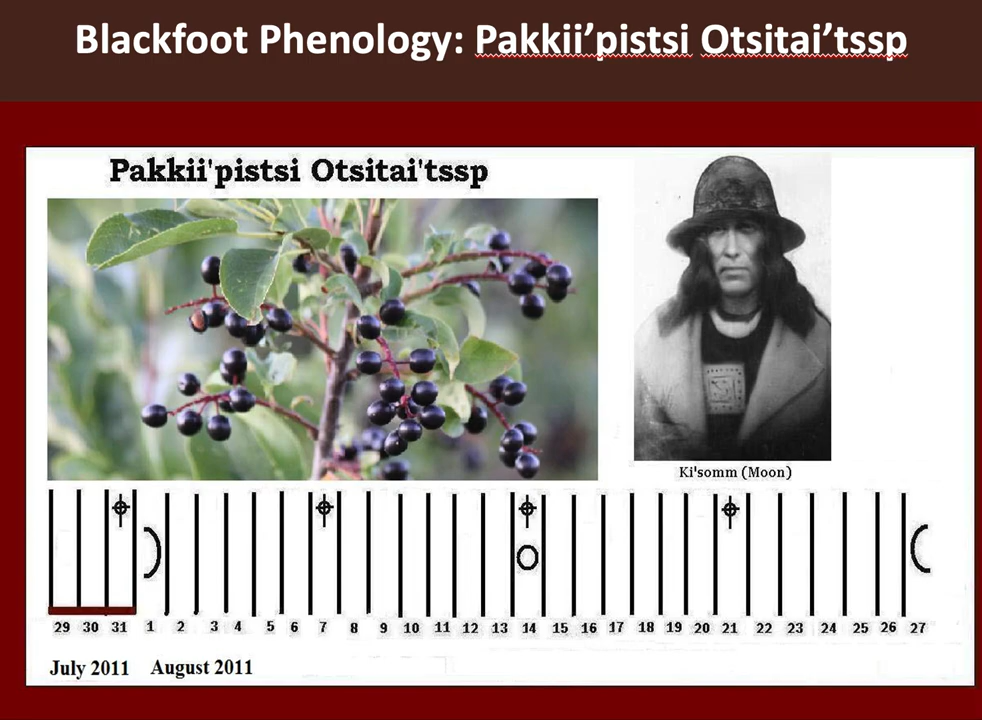 Blackfoot Phenology: Pakkii’pistsi Otsitai’tssp
Pakkii'pistsi Otsitai'tssp
Ki'somm (Moon)
29 30 31 1 2 3 4 5 6 7 8 9 10 11 12 13 14 15 16 17 18 19 20 21 22 23 24 25 26 27
July 2011 August 2011